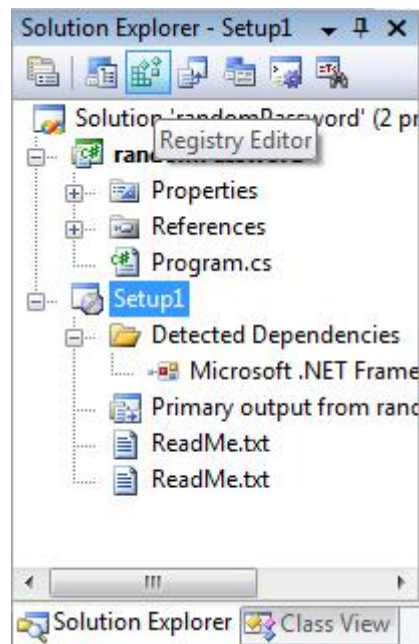 Solution Explorer - Setup1
Solution 'randomPassword' (2 pr
Registry Editor
Properties
References
Program.cs
Setup1
Detected Dependencies
Microsoft .NET Frame
Primary output from rand
ReadMe.txt
ReadMe.txt
Solution Explorer
Class View